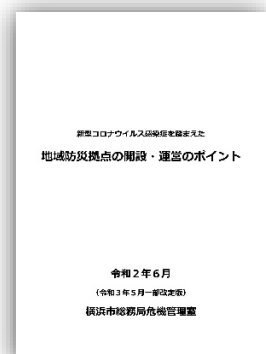 新型コロナウイルス感染症を踏まえた
地域防災拠点の開設・運営のポイント
令和2年6月
(令和3年5月一部改定版)
横浜市総務局危機管理室